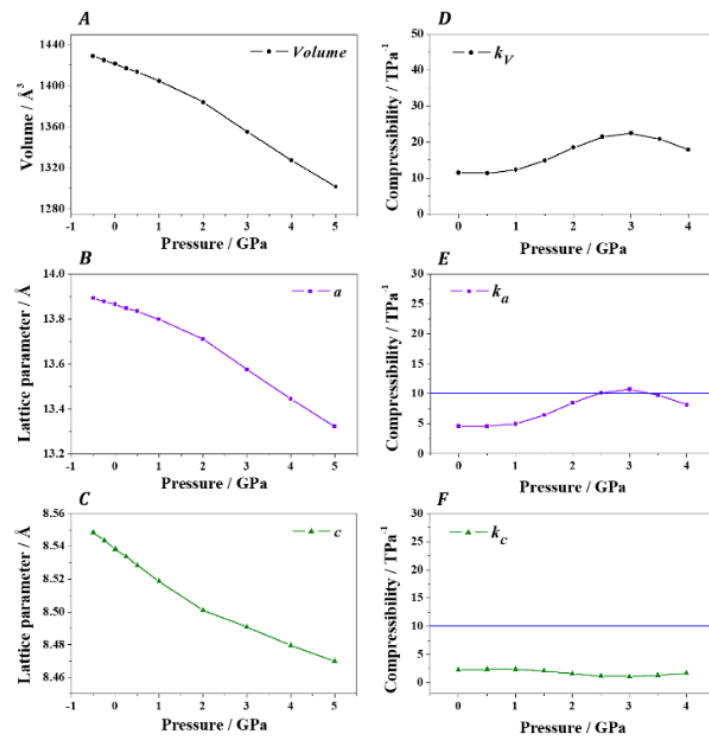 A
1440
1400
1360
1320
1280
Volume / Å³
Volume
-1 0 1 2 3 4 5
Pressure / GPa
D
50
40
30
20
10
0
Compressibility / TPa⁻¹
k_V
0 1 2 3 4
Pressure / GPa
B
14.0
13.8
13.6
13.4
13.2
Lattice parameter / Å
a
-1 0 1 2 3 4 5
Pressure / GPa
E
30
25
20
15
10
5
0
Compressibility / TPa⁻¹
k_a
0 1 2 3 4
Pressure / GPa
C
8.56
8.54
8.52
8.50
8.48
8.46
Lattice parameter / Å
c
-1 0 1 2 3 4 5
Pressure / GPa
F
30
25
20
15
10
5
0
Compressibility / TPa⁻¹
k_c
0 1 2 3 4
Pressure / GPa